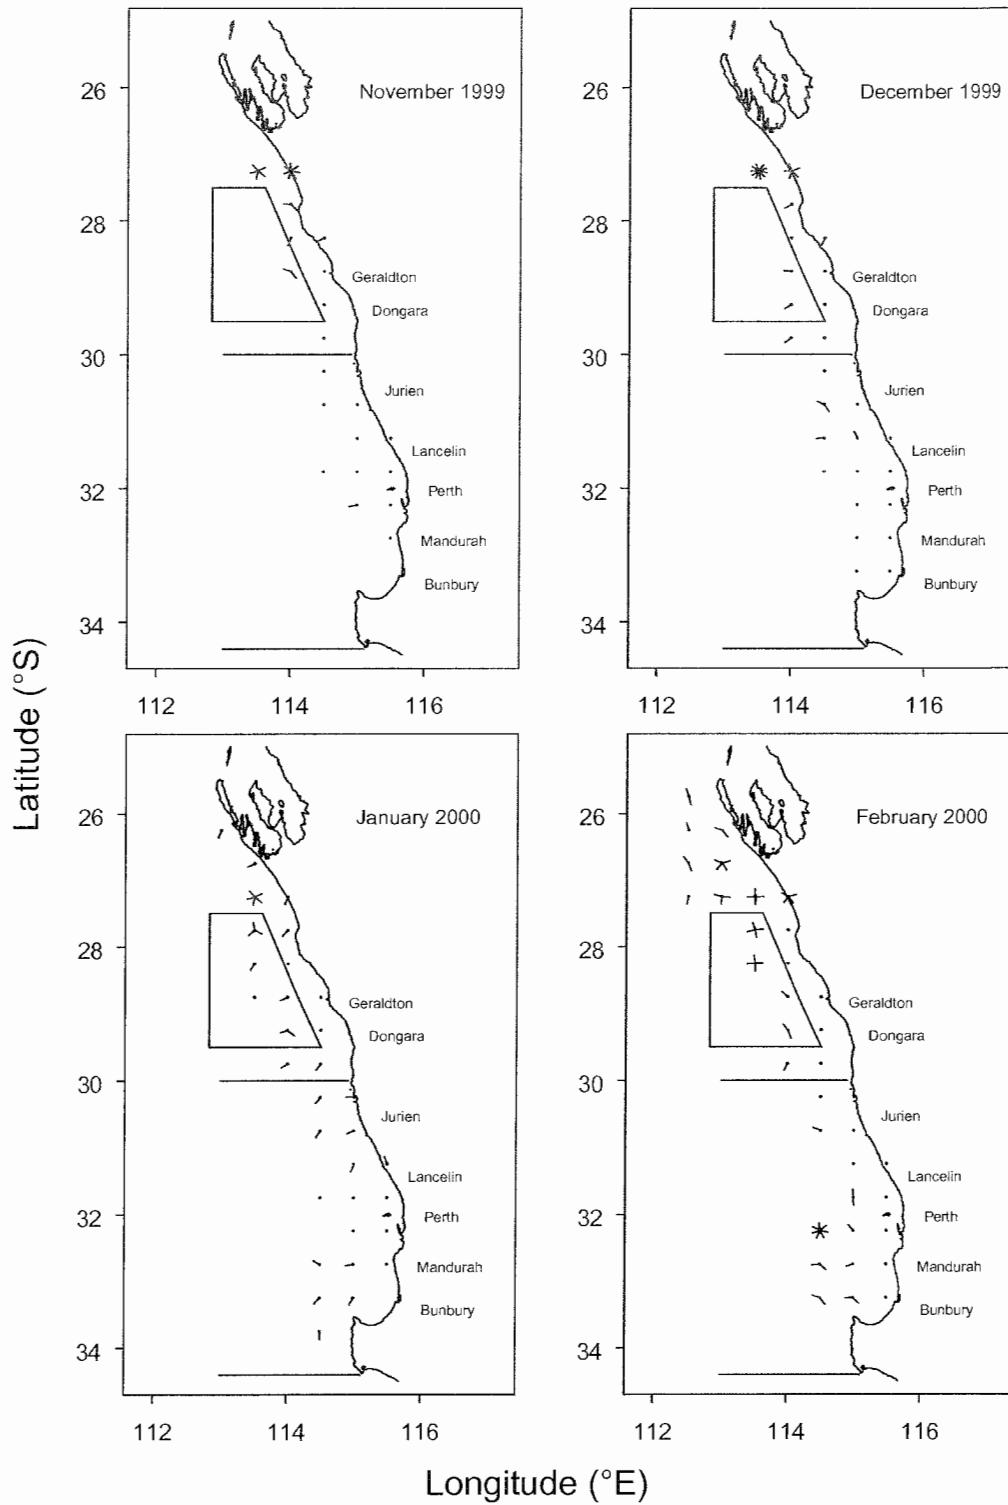 November 1999
26
28
30
32
34
Geraldton
Dongara
Jurien
Lancelin
Perth
Mandurah
Bunbury
112
114
116
December 1999
26
28
30
32
34
Geraldton
Dongara
Jurien
Lancelin
Perth
Mandurah
Bunbury
112
114
116
Latitude (°S)
January 2000
26
28
30
32
34
Geraldton
Dongara
Jurien
Lancelin
Perth
Mandurah
Bunbury
112
114
116
February 2000
26
28
30
32
34
Geraldton
Dongara
Jurien
Lancelin
Perth
Mandurah
Bunbury
112
114
116
Longitude (°E)